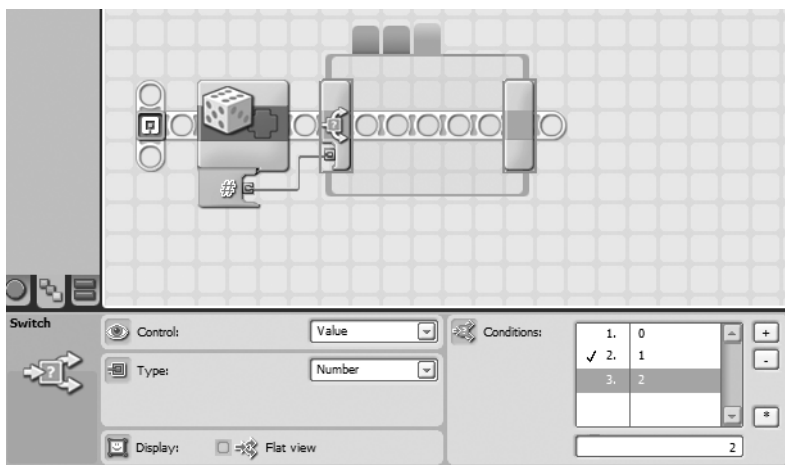 #
Switch
Control:
Value
Conditions:
1. 0
+
✓ 2. 1
-
Type:
Number
3. 2
*
Display:
Flat view
2